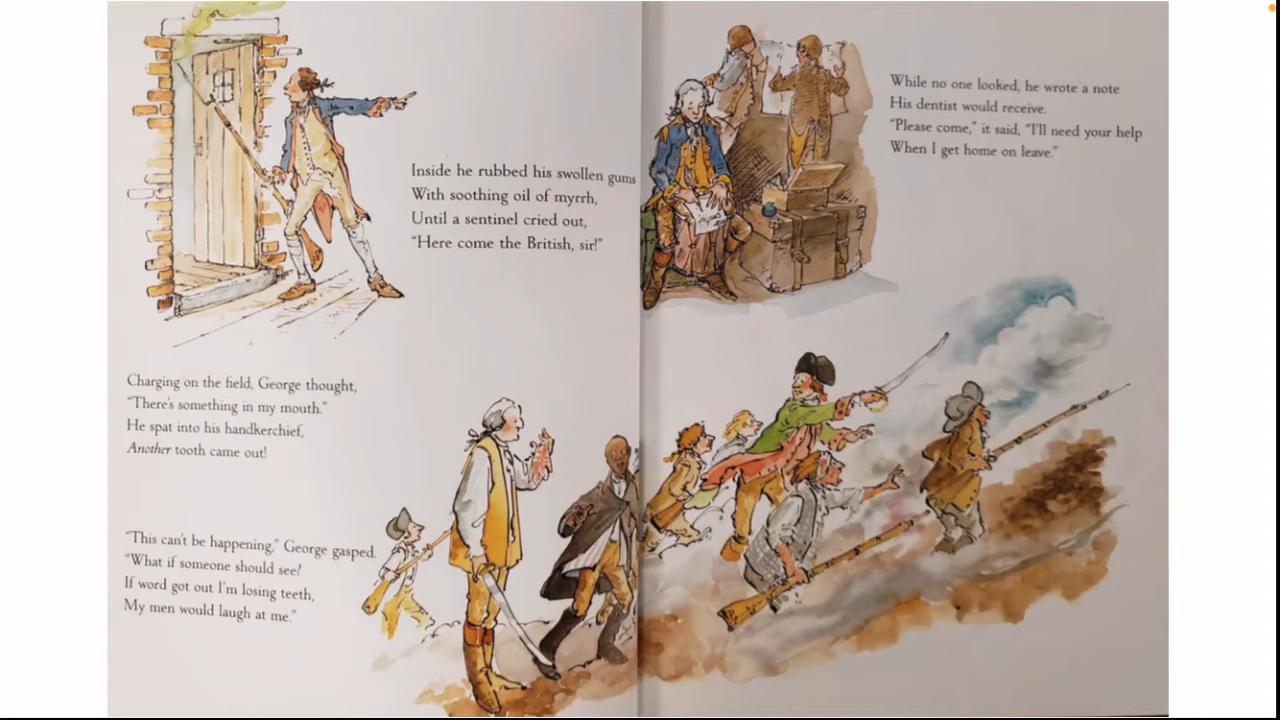 Inside he rubbed his swollen gums
With soothing oil of myrrh,
Until a sentinel cried out,
"Here come the British, sir!"
Charging on the field, George thought,
"There's something in my mouth."
He spat into his handkerchief,
Another tooth came out!
"This can't be happening," George gasped.
"What if someone should see?
If word got out I'm losing teeth,
My men would laugh at me."
While no one looked, he wrote a note
His dentist would receive.
"Please come," it said, "I'll need your help
When I get home on leave."